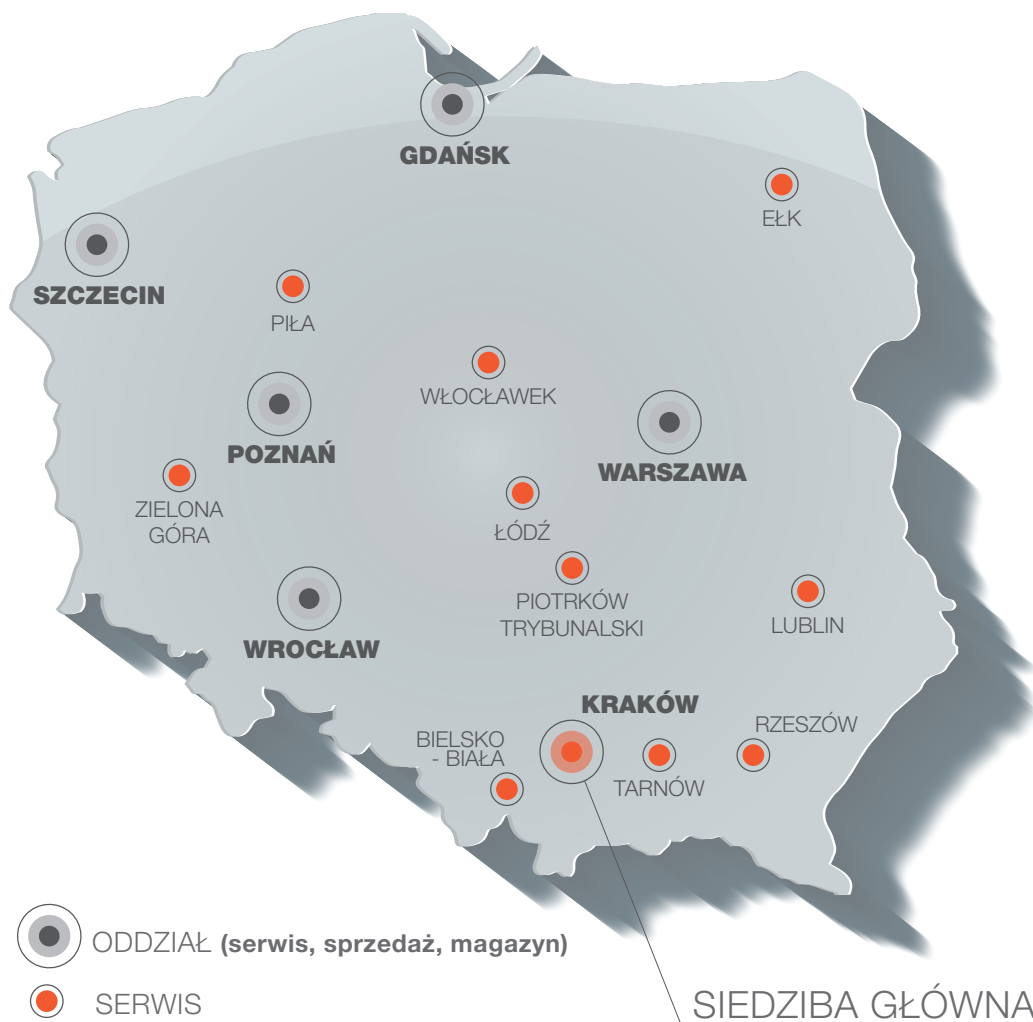 GDAŃSK
EŁK
SZCZECIN
PIŁA
WŁOCŁAWEK
POZNAŃ
WARSZAWA
ZIELONA
GÓRA
ŁÓDŹ
PIOTRKÓW
TRYBUNALSKI
LUBLIN
WROCŁAW
KRAKÓW
RZESZÓW
BIELSKO
- BIAŁA
TARNÓW
ODDZIAŁ (serwis, sprzedaż, magazyn)
SERWIS
SIEDZIBA GŁÓWNA